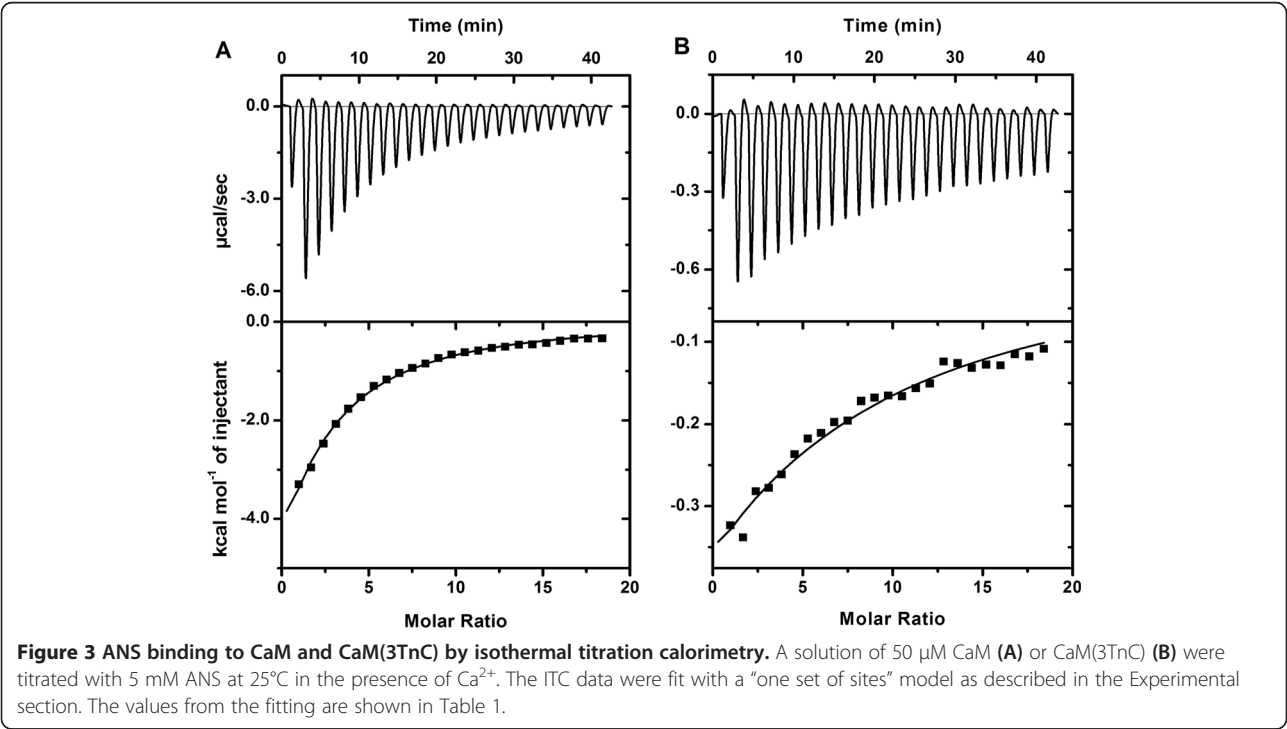 A
Time (min)
0 10 20 30 40
0.0
-3.0
-6.0
µcal/sec
0.0
-2.0
-4.0
kcal mol⁻¹ of injectant
0 5 10 15 20
Molar Ratio
B
Time (min)
0 10 20 30 40
0.0
-0.3
-0.6
-0.1
-0.2
-0.3
0 5 10 15 20
Molar Ratio
Figure 3 ANS binding to CaM and CaM(3TnC) by isothermal titration calorimetry. A solution of 50 µM CaM (A) or CaM(3TnC) (B) were
titrated with 5 mM ANS at 25°C in the presence of Ca²⁺. The ITC data were fit with a “one set of sites” model as described in the Experimental
section. The values from the fitting are shown in Table 1.